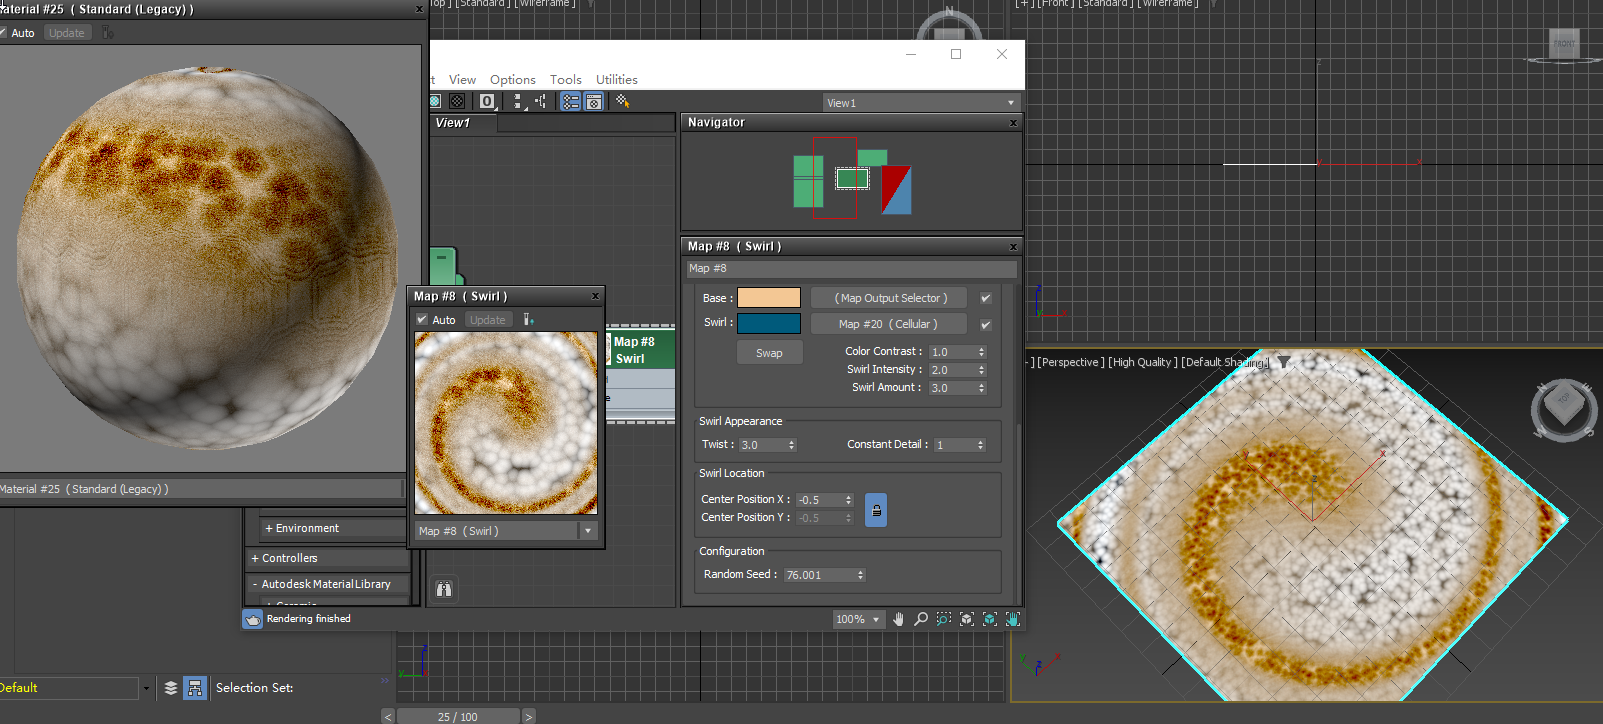 aterial #25 ( Standard (Legacy) )
x
Auto
Update
Top ] [Standard ] [Wireframe ]
N
[ + ] [Front ] [Standard ] [Wireframe ]
FRONT
View
Options
Tools
Utilities
View1
View1
Navigator
x
Map #8 ( Swirl )
x
Map #8
Base :
( Map Output Selector )
Swirl :
Map #20 ( Cellular )
Swap
Color Contrast : 1.0
Swirl Intensity : 2.0
Swirl Amount : 3.0
Swirl Appearance
Twist : 3.0
Constant Detail : 1
Swirl Location
Center Position X : -0.5
Center Position Y : -0.5
Configuration
Random Seed : 76.001
Map #8 ( Swirl )
x
Auto
Update
Map #8 ( Swirl )
Map #8
Swirl
Material #25 ( Standard (Legacy) )
+ Environment
+ Controllers
- Autodesk Material Library
+ Ceramic
Rendering finished
100%
[Perspective ] [High Quality ] [Default Shading]
TOP
z
x
y
Default
Selection Set:
<
25 / 100
>